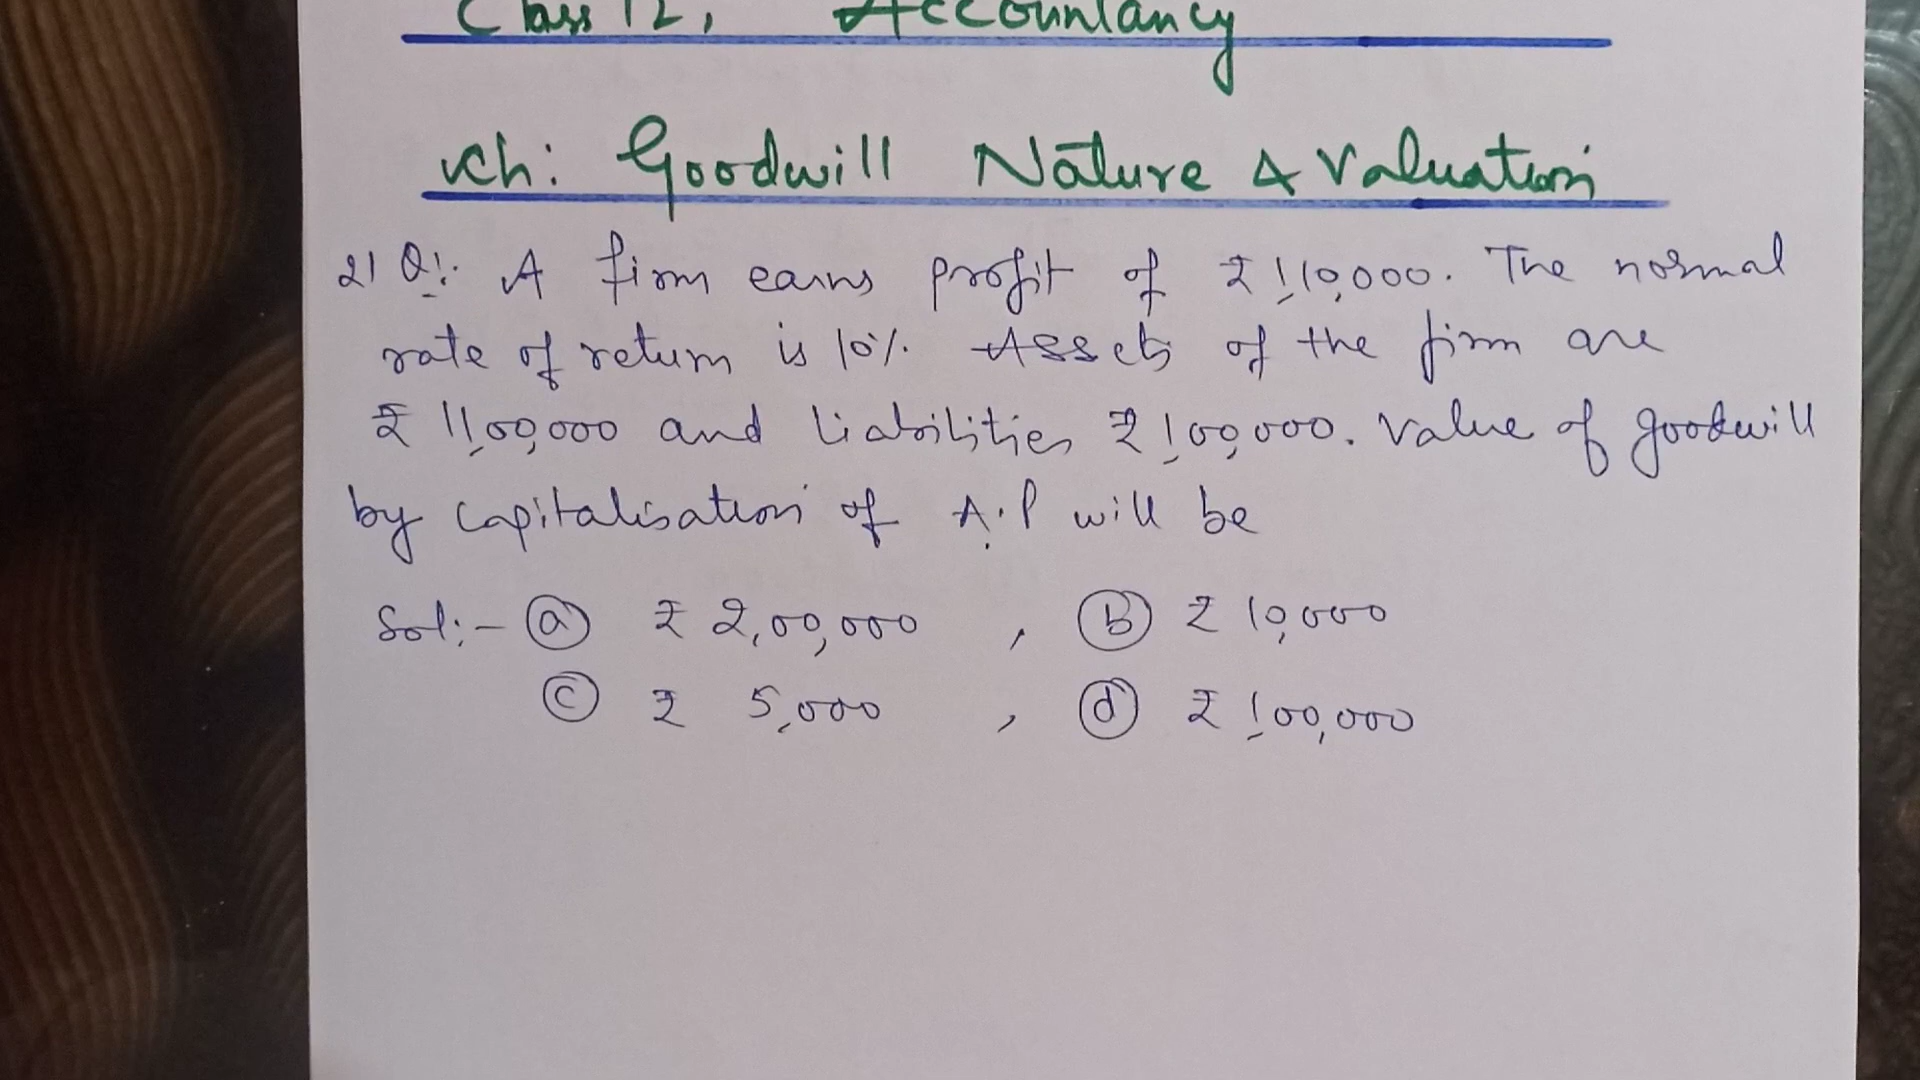 Class 12, Accountancy
Ch: Goodwill Nature & Valuation
21 Q:. A firm earns profit of ₹ 1,10,000. The normal
rate of return is 10%. Assets of the firm are
₹ 11,00,000 and liabilities ₹ 1,00,000. Value of goodwill
by capitalisation of A.P will be
Sol:- (a) ₹ 2,00,000 , (b) ₹ 10,000
(c) ₹ 5,000 , (d) ₹ 1,00,000